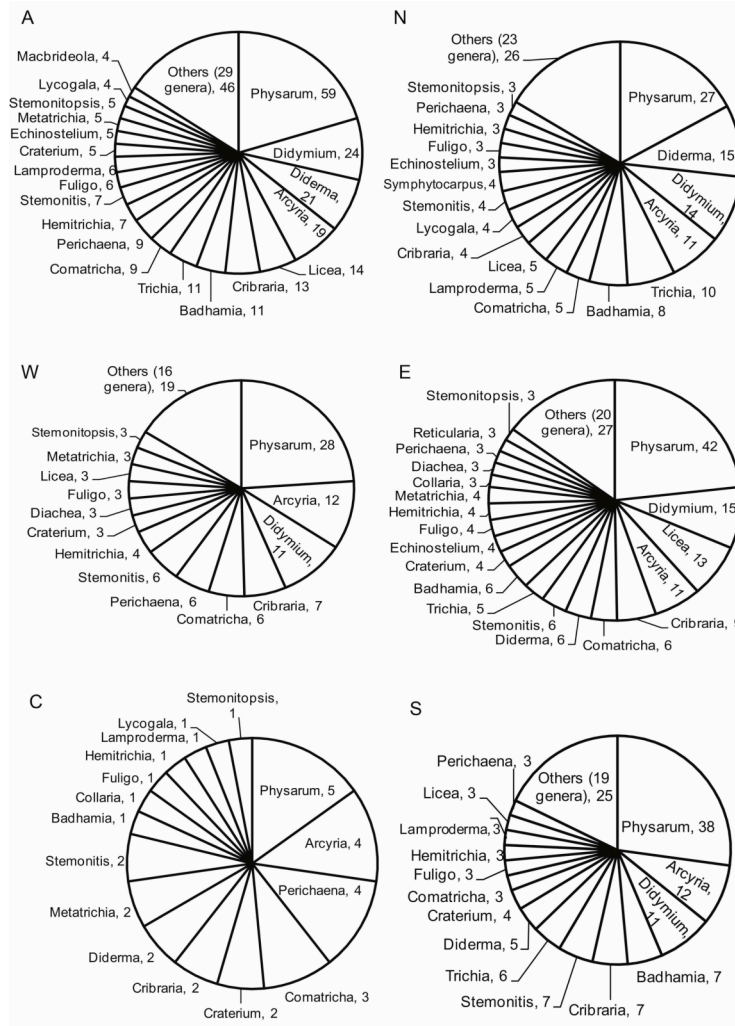 A
Physarum, 59
Didymium, 24
Diderma,
21
Arcyria, 19
Licea, 14
Cribraria, 13
Badhamia, 11
Trichia, 11
Comatricha, 9
Perichaena, 9
Hemitrichia, 7
Stemonitis, 7
Fuligo, 6
Lamproderma, 6
Craterium, 5
Echinostelium, 5
Metatrichia, 5
Stemonitopsis, 5
Lycogala, 4
Macbrideola, 4
Others (29
genera), 46
N
Physarum, 27
Diderma, 15
Didymium,
14
Arcyria, 11
Trichia, 10
Badhamia, 8
Comatricha, 5
Lamproderma, 5
Licea, 5
Cribraria, 4
Lycogala, 4
Stemonitis, 4
Symphytocarpus, 4
Echinostelium, 3
Fuligo, 3
Hemitrichia, 3
Perichaena, 3
Stemonitopsis, 3
Others (23
genera), 26
W
Physarum, 28
Arcyria, 12
Didymium,
11
Cribraria, 7
Comatricha, 6
Perichaena, 6
Stemonitis, 6
Hemitrichia, 4
Craterium, 3
Diachea, 3
Fuligo, 3
Licea, 3
Metatrichia, 3
Stemonitopsis, 3
Others (16
genera), 19
E
Physarum, 42
Didymium, 15
Licea, 13
Arcyria, 11
Cribraria,
Comatricha, 6
Diderma, 6
Stemonitis, 6
Trichia, 5
Badhamia, 6
Craterium, 4
Echinostelium, 4
Fuligo, 4
Hemitrichia, 4
Metatrichia, 4
Collaria, 3
Diachea, 3
Perichaena, 3
Reticularia, 3
Stemonitopsis, 3
Others (20
genera), 27
C
Physarum, 5
Arcyria, 4
Perichaena, 4
Comatricha, 3
Craterium, 2
Cribraria, 2
Diderma, 2
Metatrichia, 2
Stemonitis, 2
Badhamia, 1
Collaria, 1
Fuligo, 1
Hemitrichia, 1
Lamproderma, 1
Lycogala, 1
Stemonitopsis,
1
S
Physarum, 38
Arcyria,
12
Didymium,
11
Badhamia, 7
Cribraria, 7
Stemonitis, 7
Trichia, 6
Diderma, 5
Craterium, 4
Comatricha, 3
Fuligo, 3
Hemitrichia, 3
Lamproderma, 3
Licea, 3
Perichaena, 3
Others (19
genera), 25